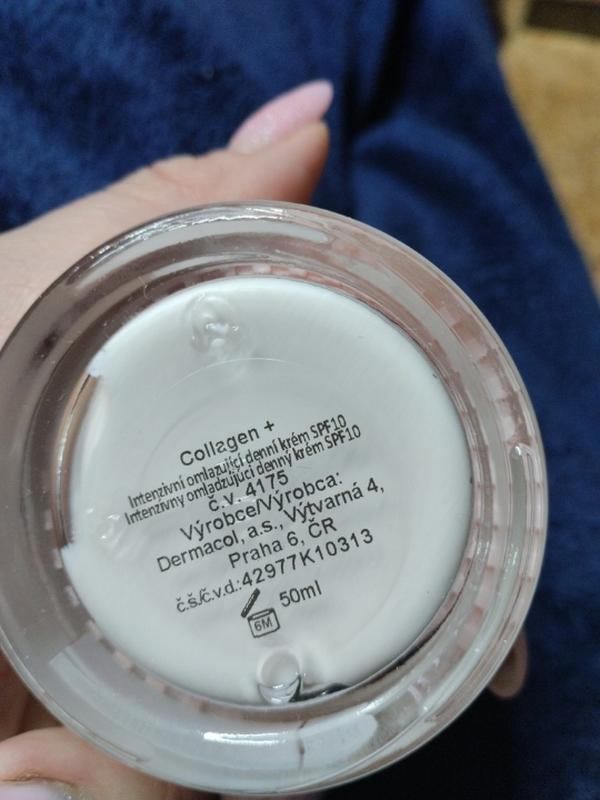 Collagen +
Intenzivní omlazující denní krém SPF10
Intenzívny omladzujúci denný krém SPF10
č.v. 4175
Výrobce/Výrobca:
Dermacol, a.s., Výtvarná 4,
Praha 6, ČR
č.š./č.v.d.:42977K10313
6M 50ml